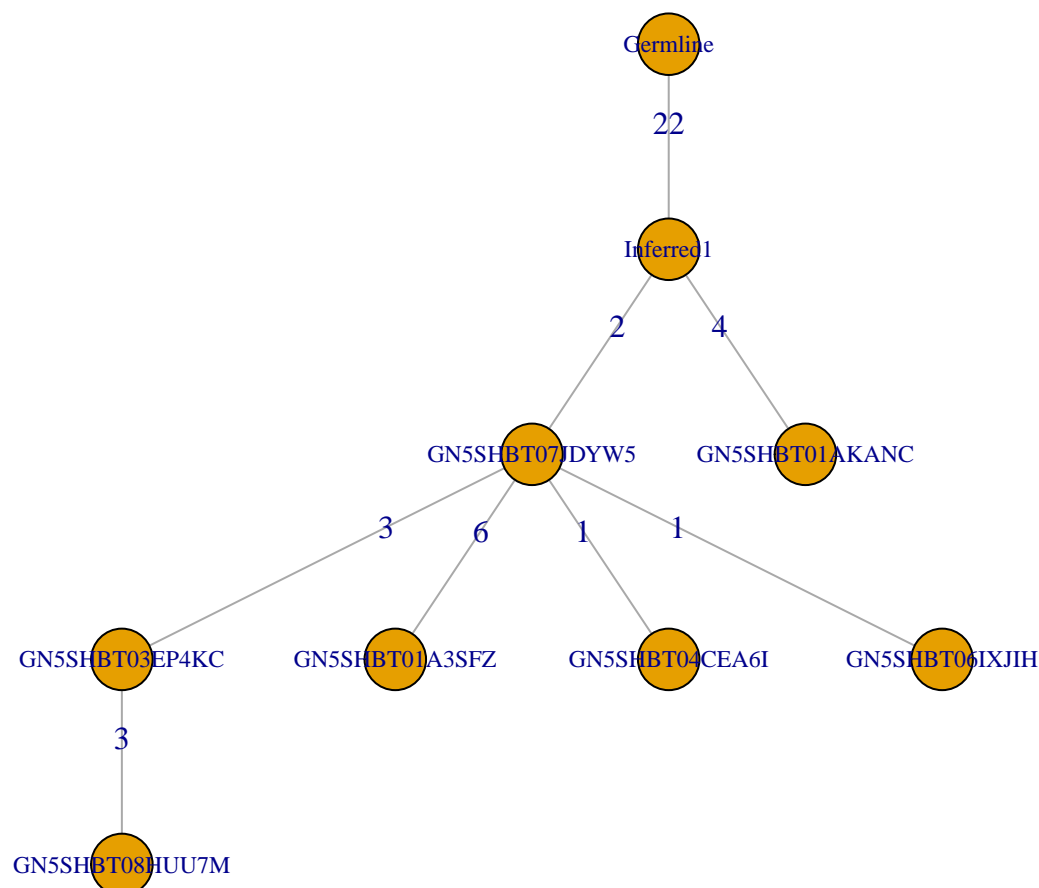 Germline
22
Inferred1
2
4
GN5SHBT07JDYW5
GN5SHBT01AKANC
3
6
1
1
GN5SHBT03EP4KC
GN5SHBT01A3SFZ
GN5SHBT04CEA6I
GN5SHBT06IXJIH
3
GN5SHBT08HUU7M